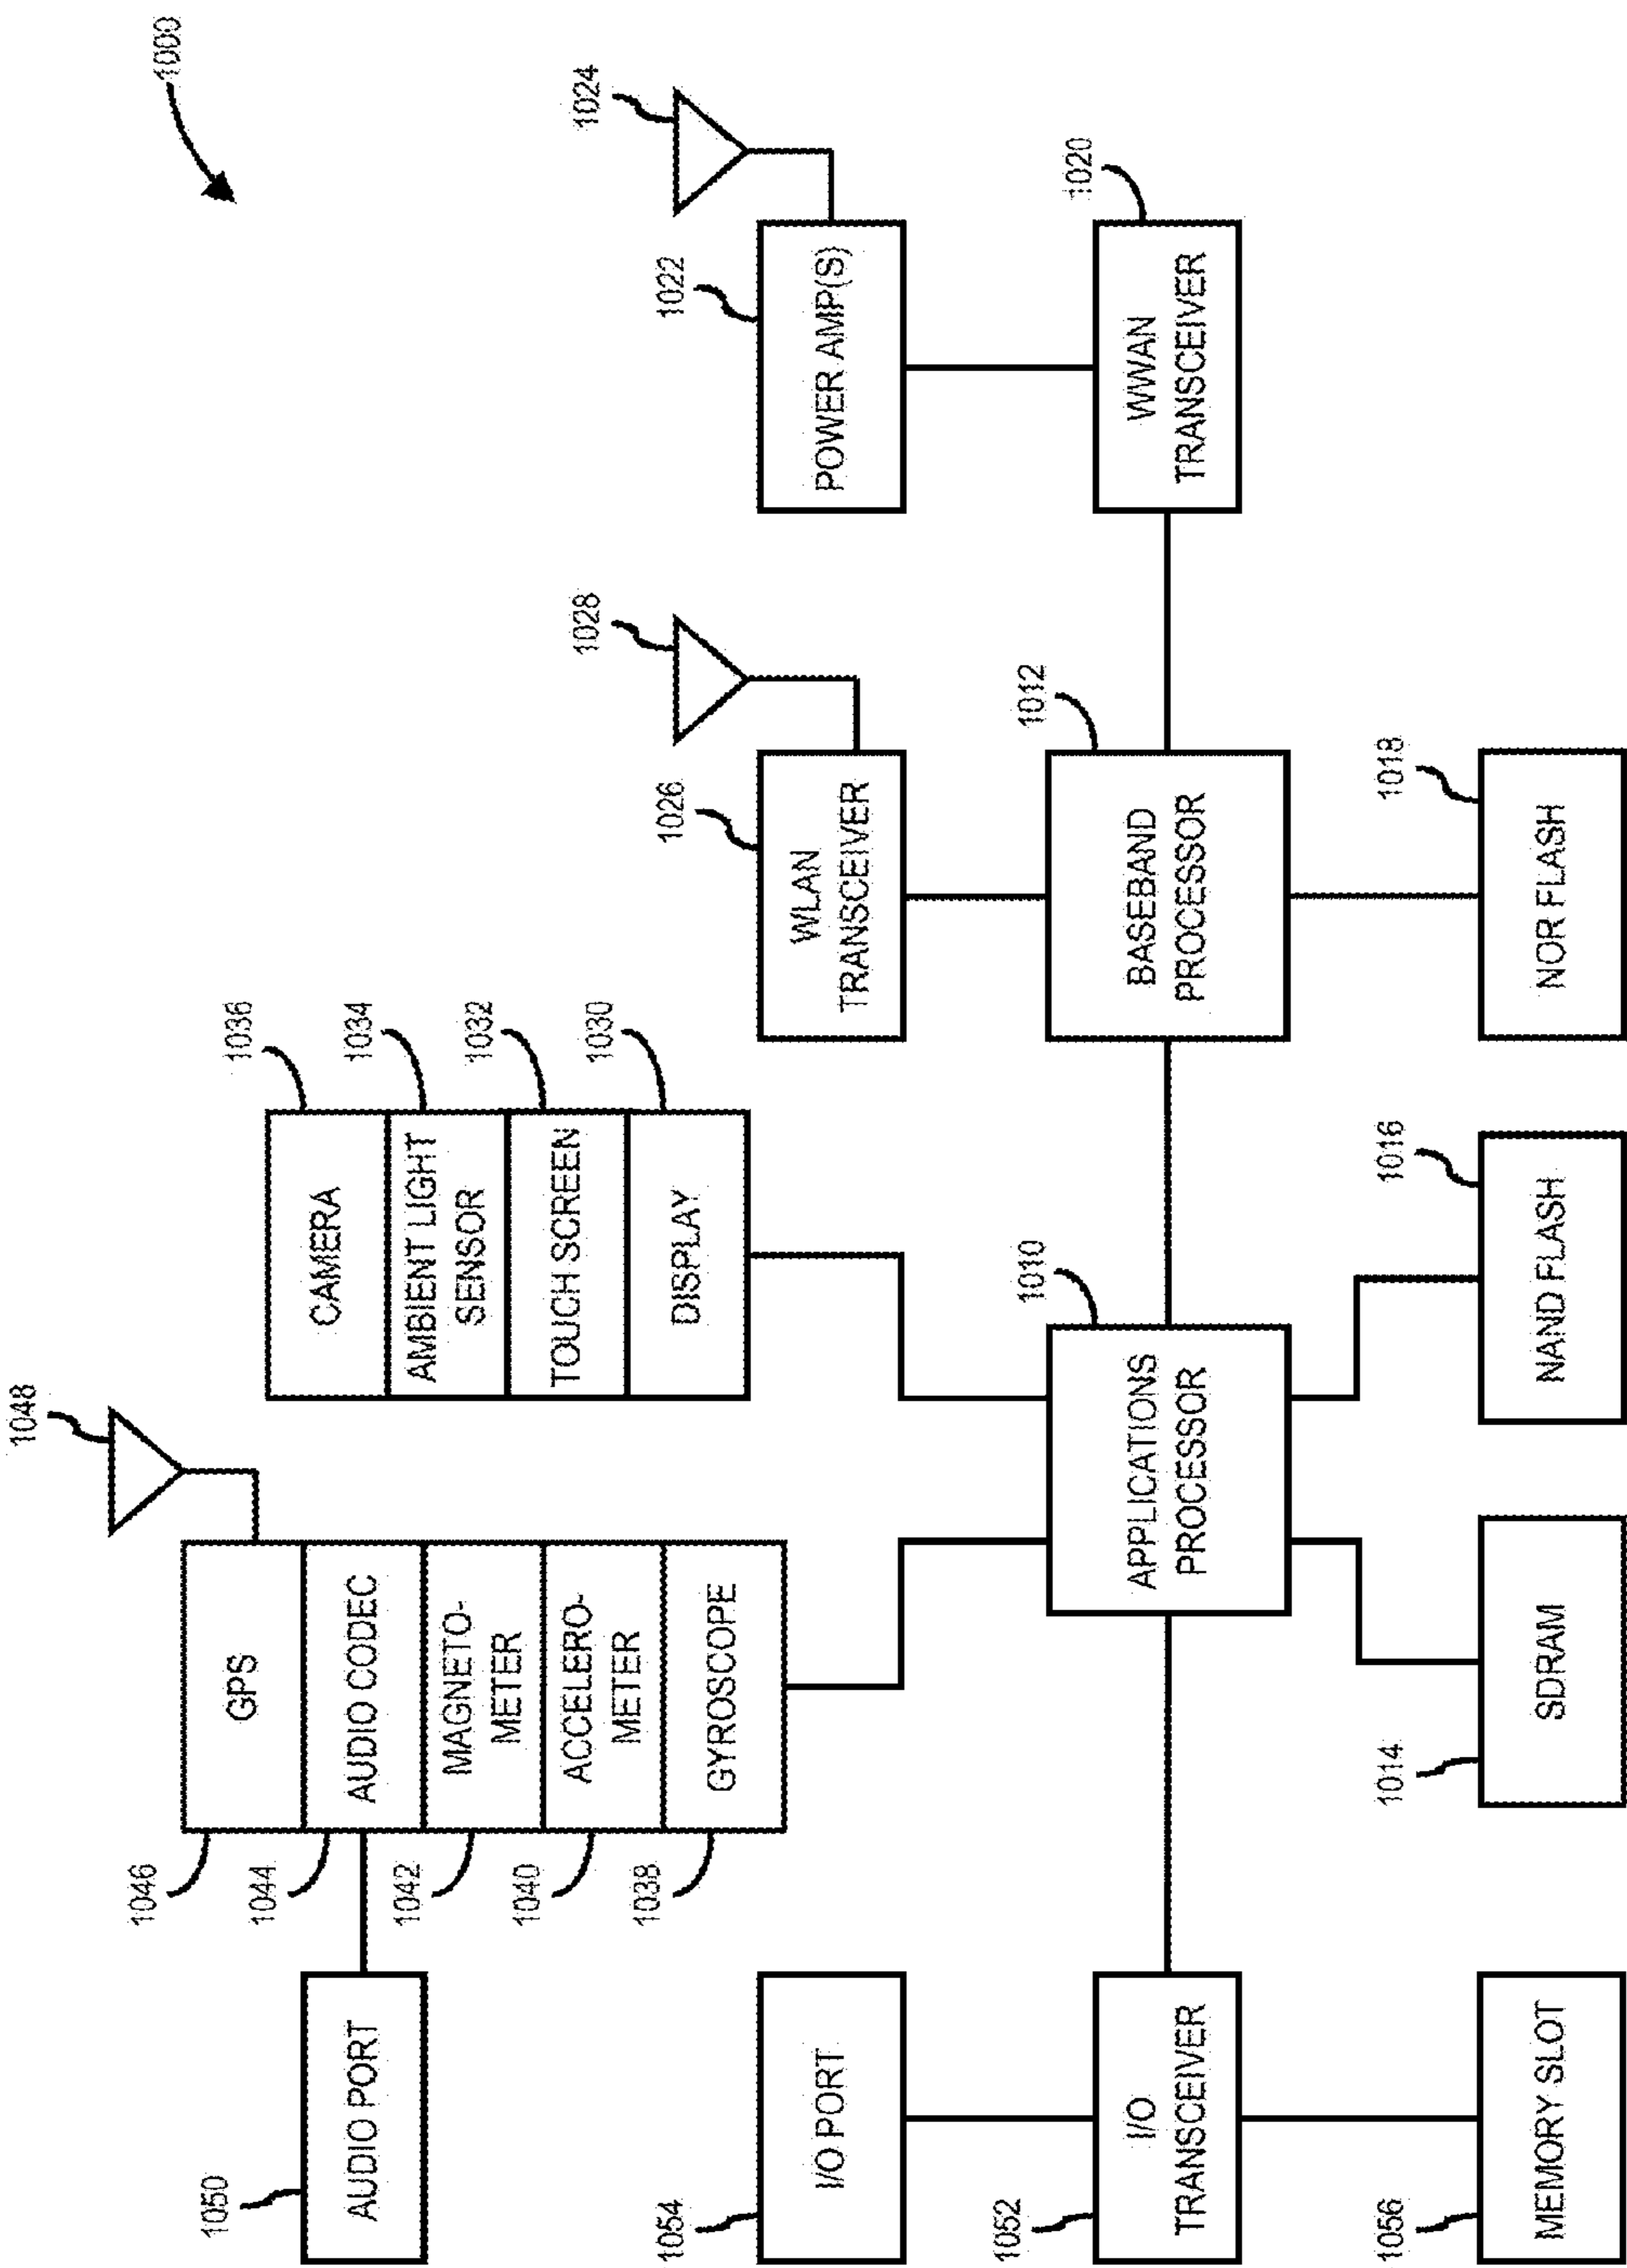 1000
1048
1036
1034
1032
1030
1028
1024
1046
1044
1042
1040
1038
GPS
AUDIO CODEC
MAGNETO-
METER
ACCELERO-
METER
GYROSCOPE
CAMERA
AMBIENT LIGHT
SENSOR
TOUCH SCREEN
DISPLAY
1050
AUDIO PORT
1054
I/O PORT
1026
WLAN
TRANSCEIVER
1022
POWER AMP(S)
1052
I/O
TRANSCEIVER
1010
APPLICATIONS
PROCESSOR
1012
BASEBAND
PROCESSOR
1020
WWAN
TRANSCEIVER
1056
MEMORY SLOT
1014
SDRAM
1016
NAND FLASH
1018
NOR FLASH